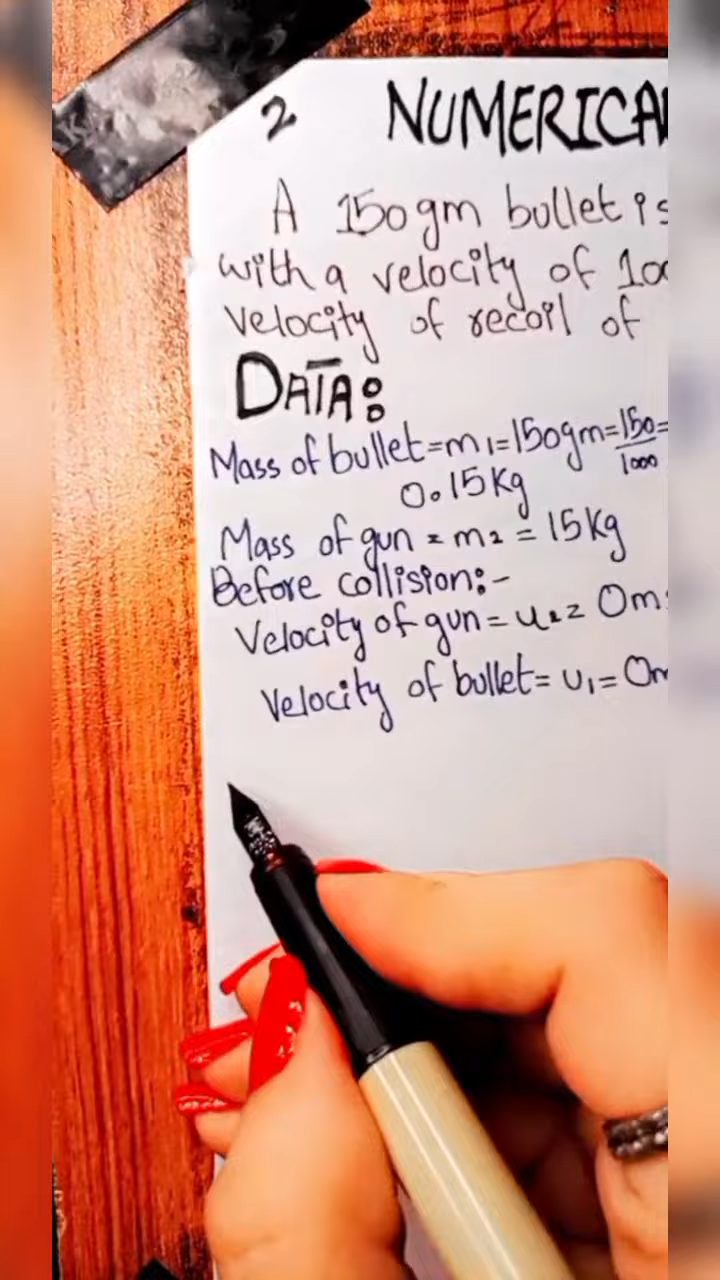 2 NUMERICA
A 150gm bullet is
with a velocity of 100
velocity of recoil of
DATA:
Mass of bullet=m1=150gm=150=
1000
0.15Kg
Mass of gun = m2 = 15Kg
Before collision:-
Velocity of gun = u2 = 0m
Velocity of bullet= u1= 0m